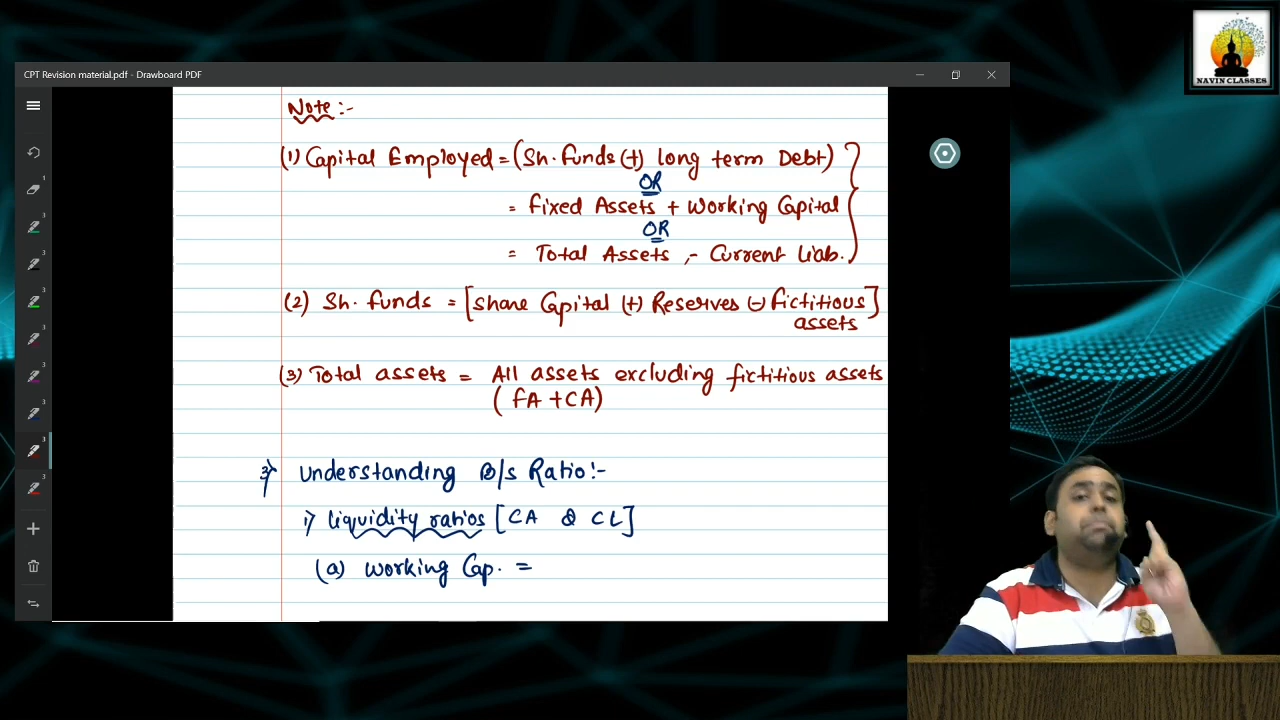 NAVIN CLASSES
CPT Revision material.pdf - Drawboard PDF
Note :-
(1) Capital Employed = (Sh. Funds (+) long term Debt)
OR
= Fixed Assets + Working Capital
OR
= Total Assets - Current Liab.
(2) Sh. Funds = [Share Capital (+) Reserves (-) Fictitious]
assets
(3) Total assets = All assets excluding fictitious assets
(FA + CA)
3) Understanding B/s Ratio:-
1) liquidity ratios [CA & CL]
(a) Working Cap. =